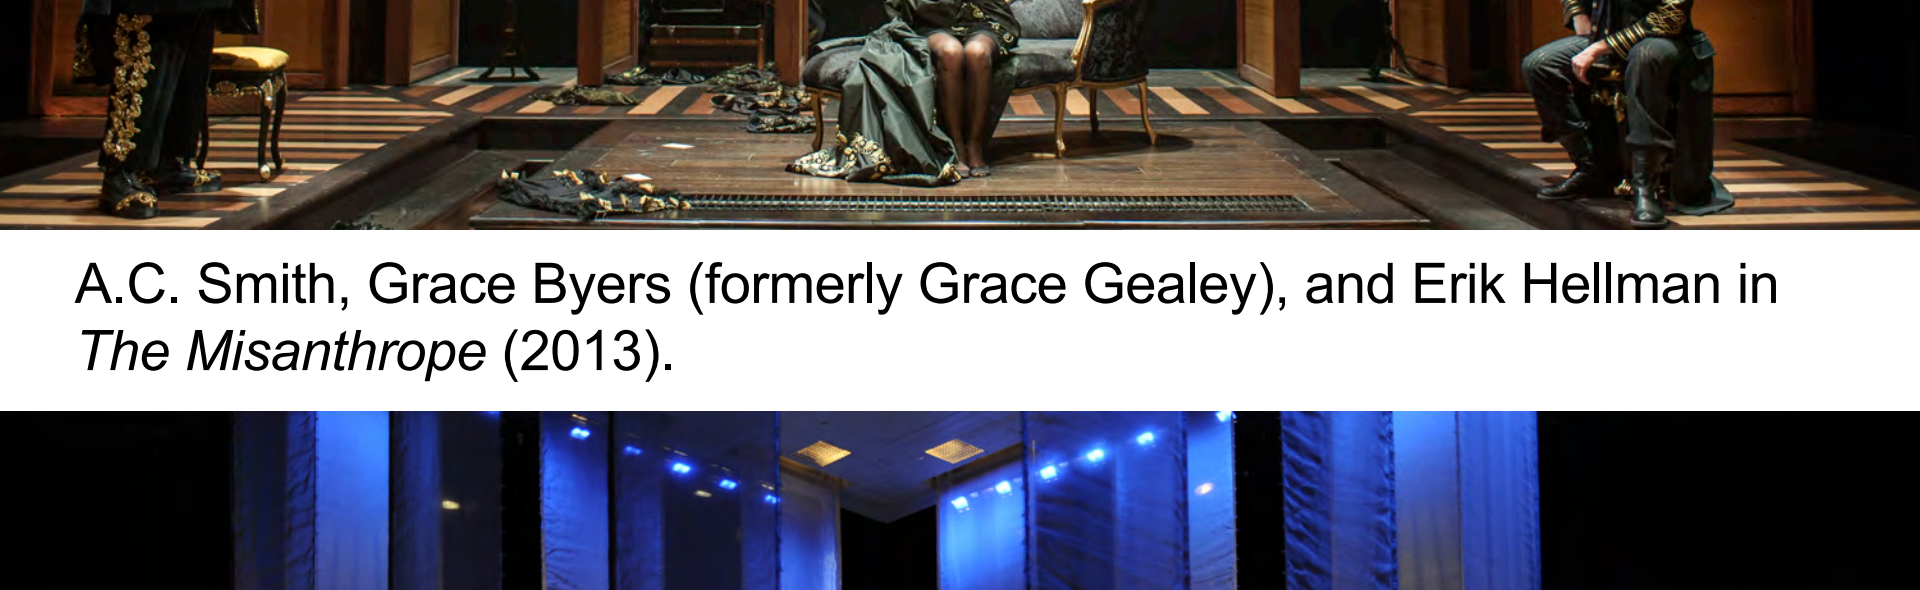 A.C. Smith, Grace Byers (formerly Grace Gealey), and Erik Hellman in
The Misanthrope (2013).